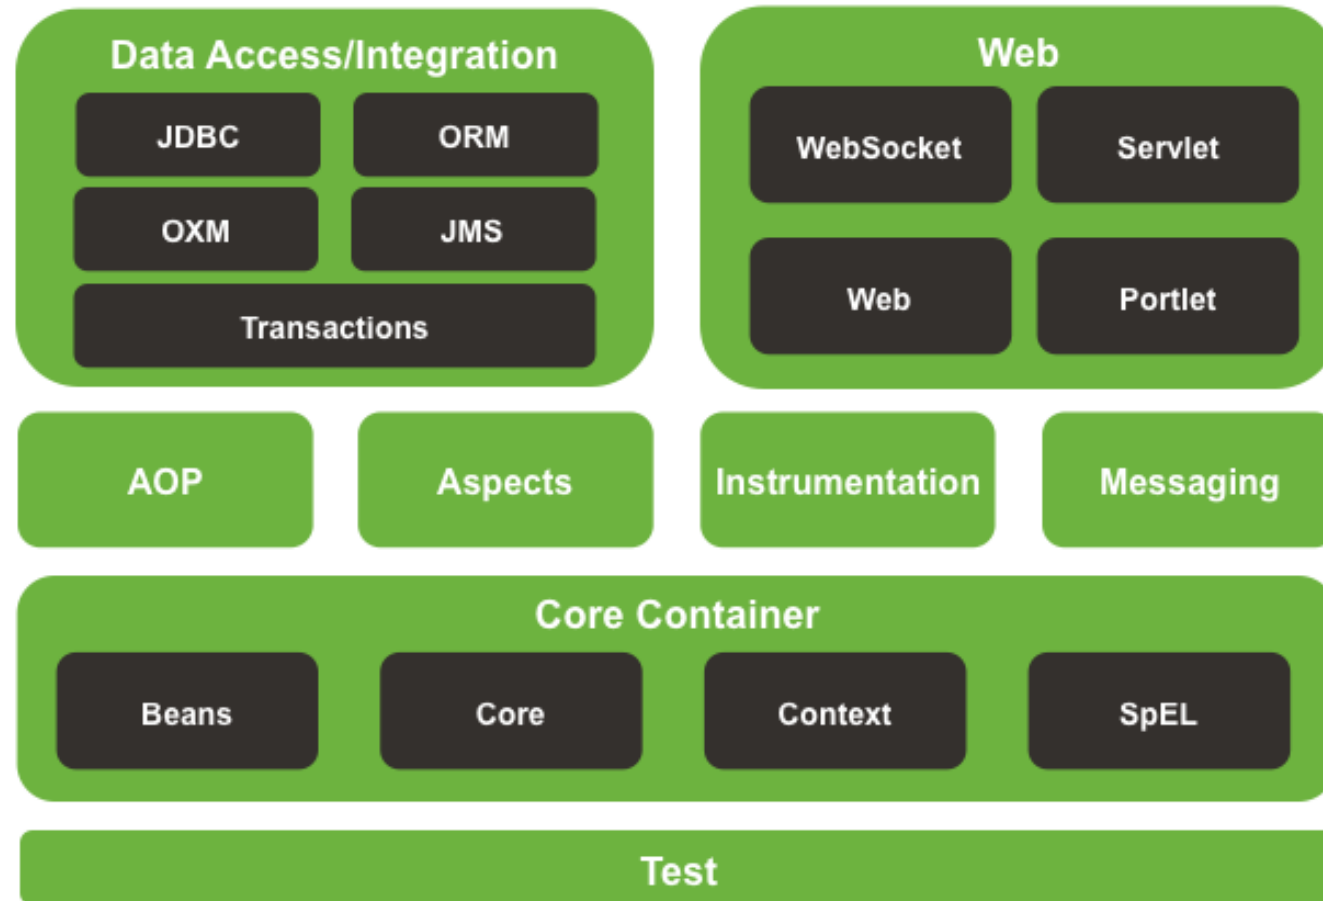 Data Access/Integration
JDBC
ORM
OXM
JMS
Transactions
Web
WebSocket
Servlet
Web
Portlet
AOP
Aspects
Instrumentation
Messaging
Core Container
Beans
Core
Context
SpEL
Test